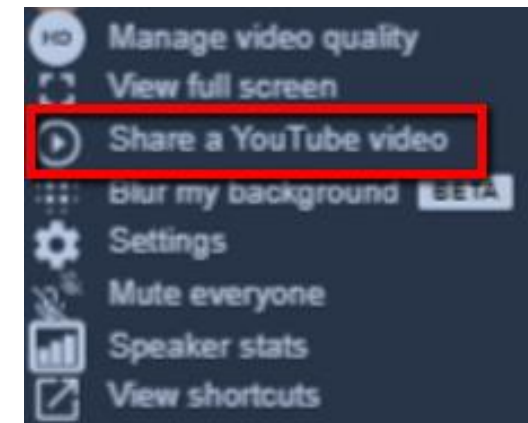 HD Manage video quality
View full screen
Share a YouTube video
Blur my background BETA
Settings
Mute everyone
Speaker stats
View shortcuts